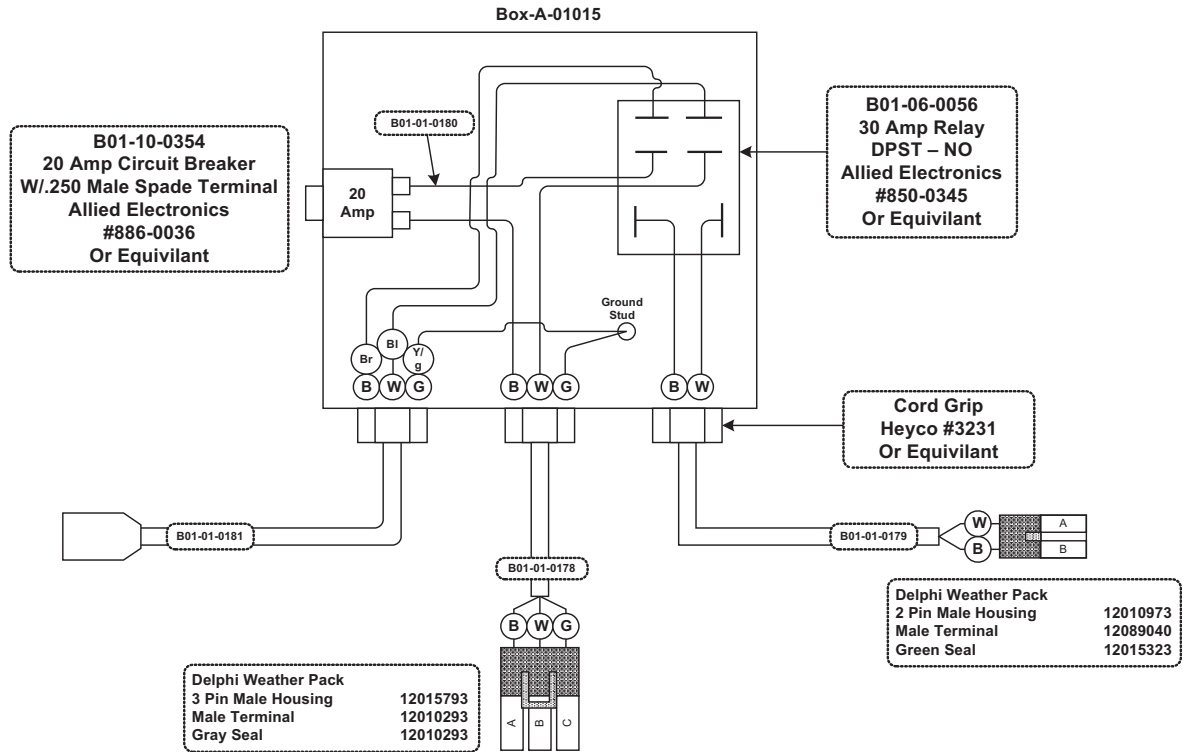 Box-A-01015
B01-10-0354
20 Amp Circuit Breaker
W/.250 Male Spade Terminal
Allied Electronics
#886-0036
Or Equivilant
B01-01-0180
20
Amp
B01-06-0056
30 Amp Relay
DPST – NO
Allied Electronics
#850-0345
Or Equivilant
Ground
Stud
Br
Bl
Y/
g
B W G
B W G
B W
Cord Grip
Heyco #3231
Or Equivilant
B01-01-0181
B01-01-0178
B01-01-0179
W
B
A
B
B W G
A B C
Delphi Weather Pack
2 Pin Male Housing 12010973
Male Terminal 12089040
Green Seal 12015323
Delphi Weather Pack
3 Pin Male Housing 12015793
Male Terminal 12010293
Gray Seal 12010293